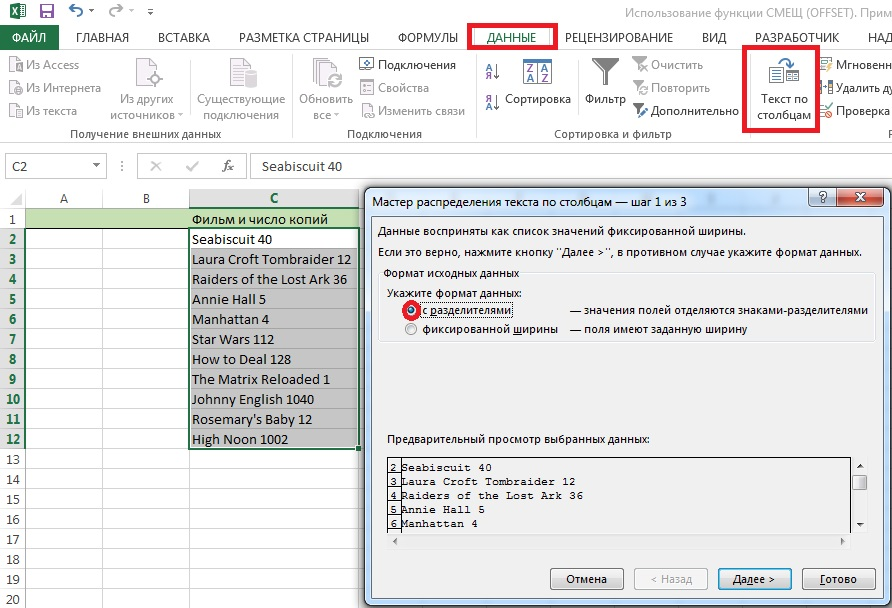 Использование функции СМЕЩ (OFFSET). Прим
ФАЙЛ ГЛАВНАЯ ВСТАВКА РАЗМЕТКА СТРАНИЦЫ ФОРМУЛЫ ДАННЫЕ РЕЦЕНЗИРОВАНИЕ ВИД РАЗРАБОТЧИК НАД
Из Access
Из Интернета
Из текста
Из других
источников
Существующие
подключения
Получение внешних данных
Обновить
все
Подключения
Свойства
Изменить связи
Подключения
А
Я
Я
А
Я А
А Я
Сортировка
Фильтр
Очистить
Повторить
Дополнительно
Сортировка и фильтр
Текст по
столбцам
Мгновенн
Удалить ду
Проверка
C2 fx Seabiscuit 40
A B C
1 Фильм и число копий
2 Seabiscuit 40
3 Laura Croft Tombraider 12
4 Raiders of the Lost Ark 36
5 Annie Hall 5
6 Manhattan 4
7 Star Wars 112
8 How to Deal 128
9 The Matrix Reloaded 1
10 Johnny English 1040
11 Rosemary's Baby 12
12 High Noon 1002
13
14
15
16
17
18
19
20
Мастер распределения текста по столбцам — шаг 1 из 3
Данные восприняты как список значений фиксированной ширины.
Если это верно, нажмите кнопку "Далее >", в противном случае укажите формат данных.
Формат исходных данных
Укажите формат данных:
с разделителями — значения полей отделяются знаками-разделителями
фиксированной ширины — поля имеют заданную ширину
Предварительный просмотр выбранных данных:
2 Seabiscuit 40
3 Laura Croft Tombraider 12
4 Raiders of the Lost Ark 36
5 Annie Hall 5
6 Manhattan 4
Отмена < Назад Далее > Готово